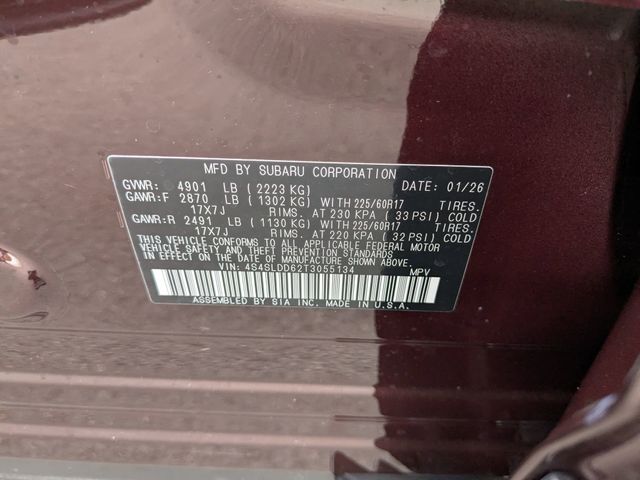 MFD BY SUBARU CORPORATION
GVWR: 4901 LB (2223 KG) DATE: 01/26
GAWR:F 2870 LB (1302 KG) WITH 225/60R17 TIRES.
17X7J RIMS. AT 230 KPA (33 PSI) COLD
GAWR:R 2491 LB (1130 KG) WITH 225/60R17 TIRES.
17X7J RIMS. AT 220 KPA (32 PSI) COLD
THIS VEHICLE CONFORMS TO ALL APPLICABLE FEDERAL MOTOR
VEHICLE SAFETY AND THEFT PREVENTION STANDARDS
IN EFFECT ON THE DATE OF MANUFACTURE SHOWN ABOVE.
VIN: 4S4SLDD62T3055134 MPV
ASSEMBLED BY SIA INC. MADE IN U.S.A.